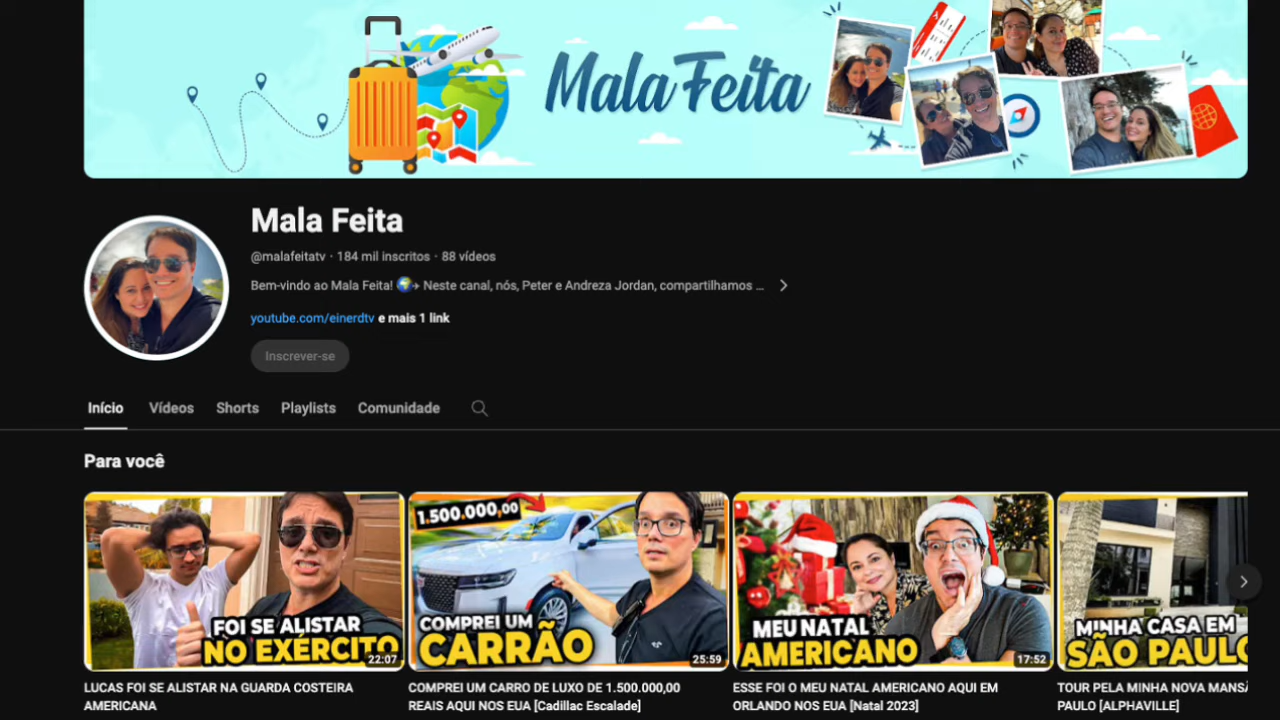 Mala Feita
Mala Feita
@malafeitatv · 184 mil inscritos · 88 vídeos
Bem-vindo ao Mala Feita! 🌍✈ Neste canal, nós, Peter e Andreza Jordan, compartilhamos ...
youtube.com/einerdtv e mais 1 link
Inscrever-se
Início Vídeos Shorts Playlists Comunidade
Para você
FOI SE ALISTAR
NO EXÉRCITO
22:07
1.500.000,00
COMPREI UM
CARRÃO
25:59
MEU NATAL
AMERICANO
17:52
MINHA CASA EM
SÃO PAULO
LUCAS FOI SE ALISTAR NA GUARDA COSTEIRA
AMERICANA
COMPREI UM CARRO DE LUXO DE 1.500.000,00
REAIS AQUI NOS EUA [Cadillac Escalade]
ESSE FOI O MEU NATAL AMERICANO AQUI EM
ORLANDO NOS EUA [Natal 2023]
TOUR PELA MINHA NOVA
PAULO [ALPHAVILLE]